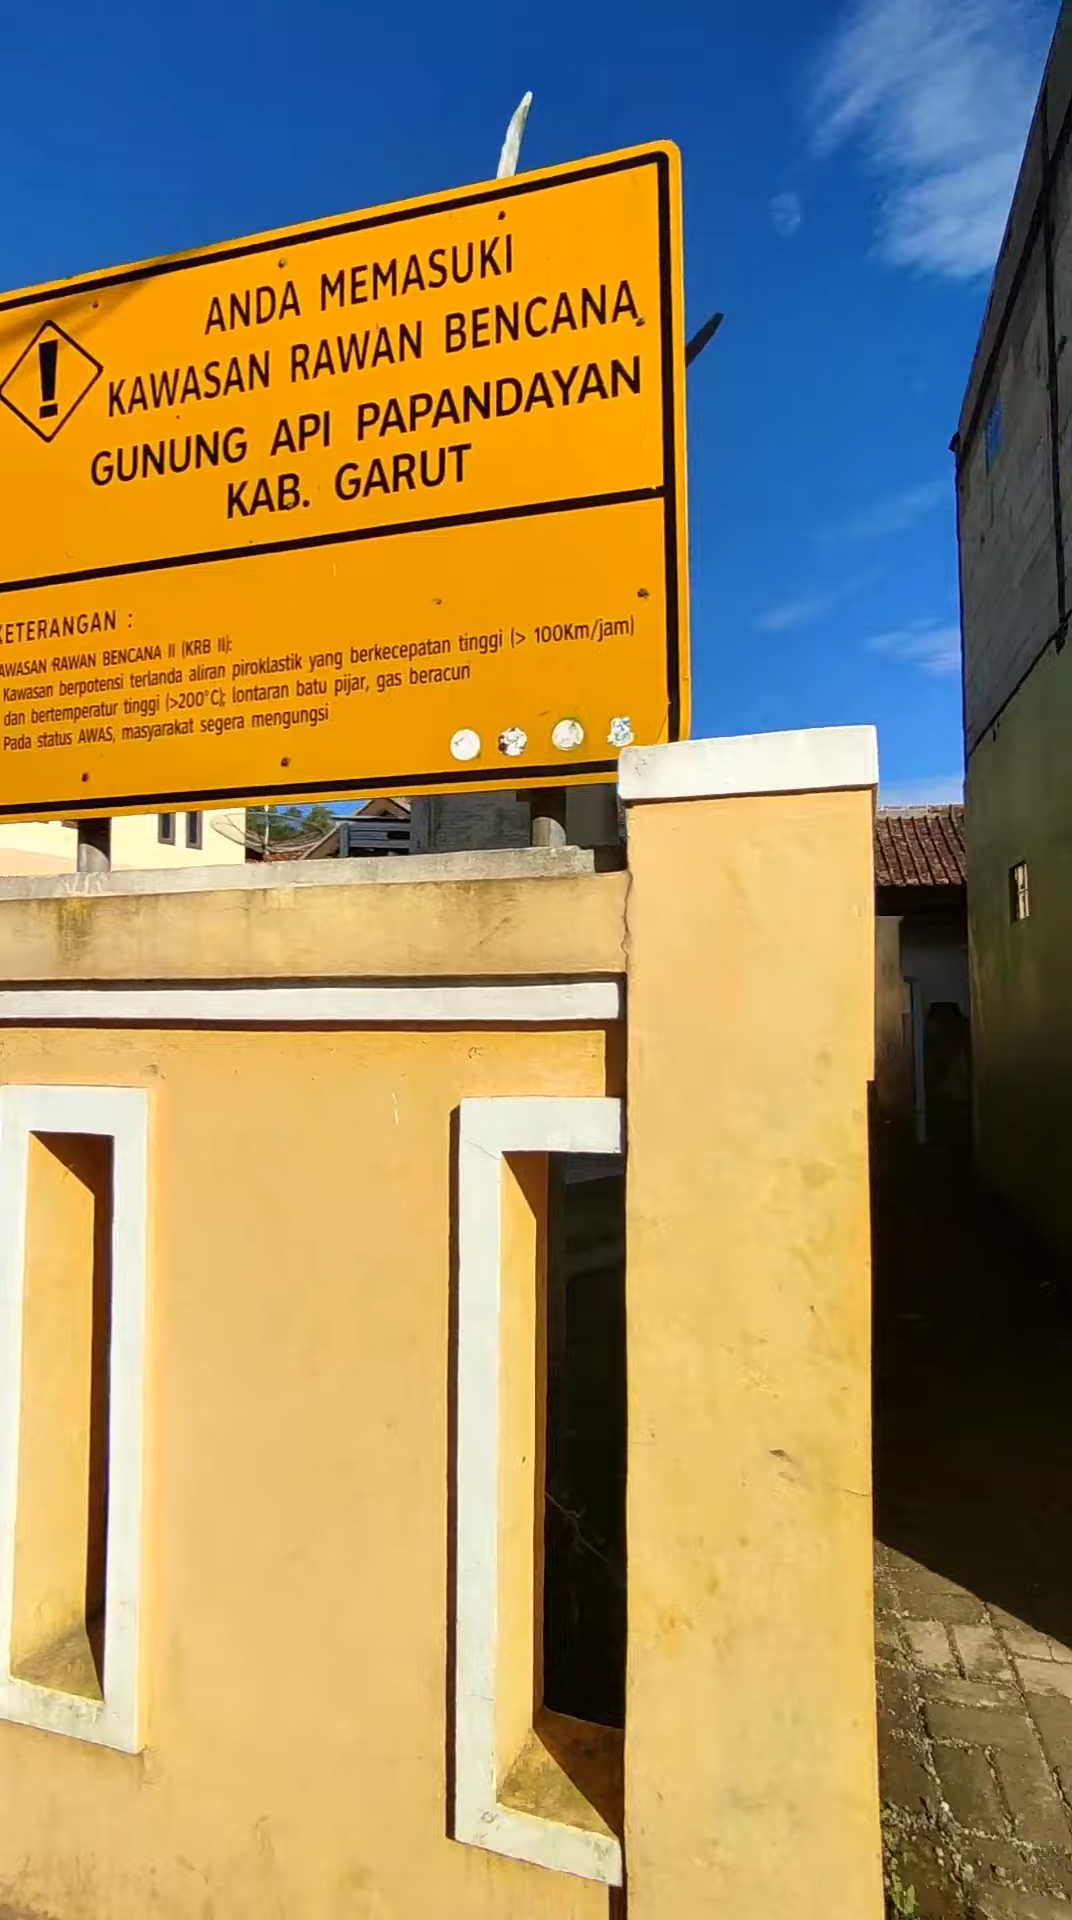 ANDA MEMASUKI
KAWASAN RAWAN BENCANA
GUNUNG API PAPANDAYAN
KAB. GARUT
KETERANGAN :
KAWASAN RAWAN BENCANA II (KRB II):
Kawasan berpotensi terlanda aliran piroklastik yang berkecepatan tinggi (> 100Km/jam)
dan bertemperatur tinggi (>200°C); lontaran batu pijar, gas beracun
Pada status AWAS, masyarakat segera mengungsi